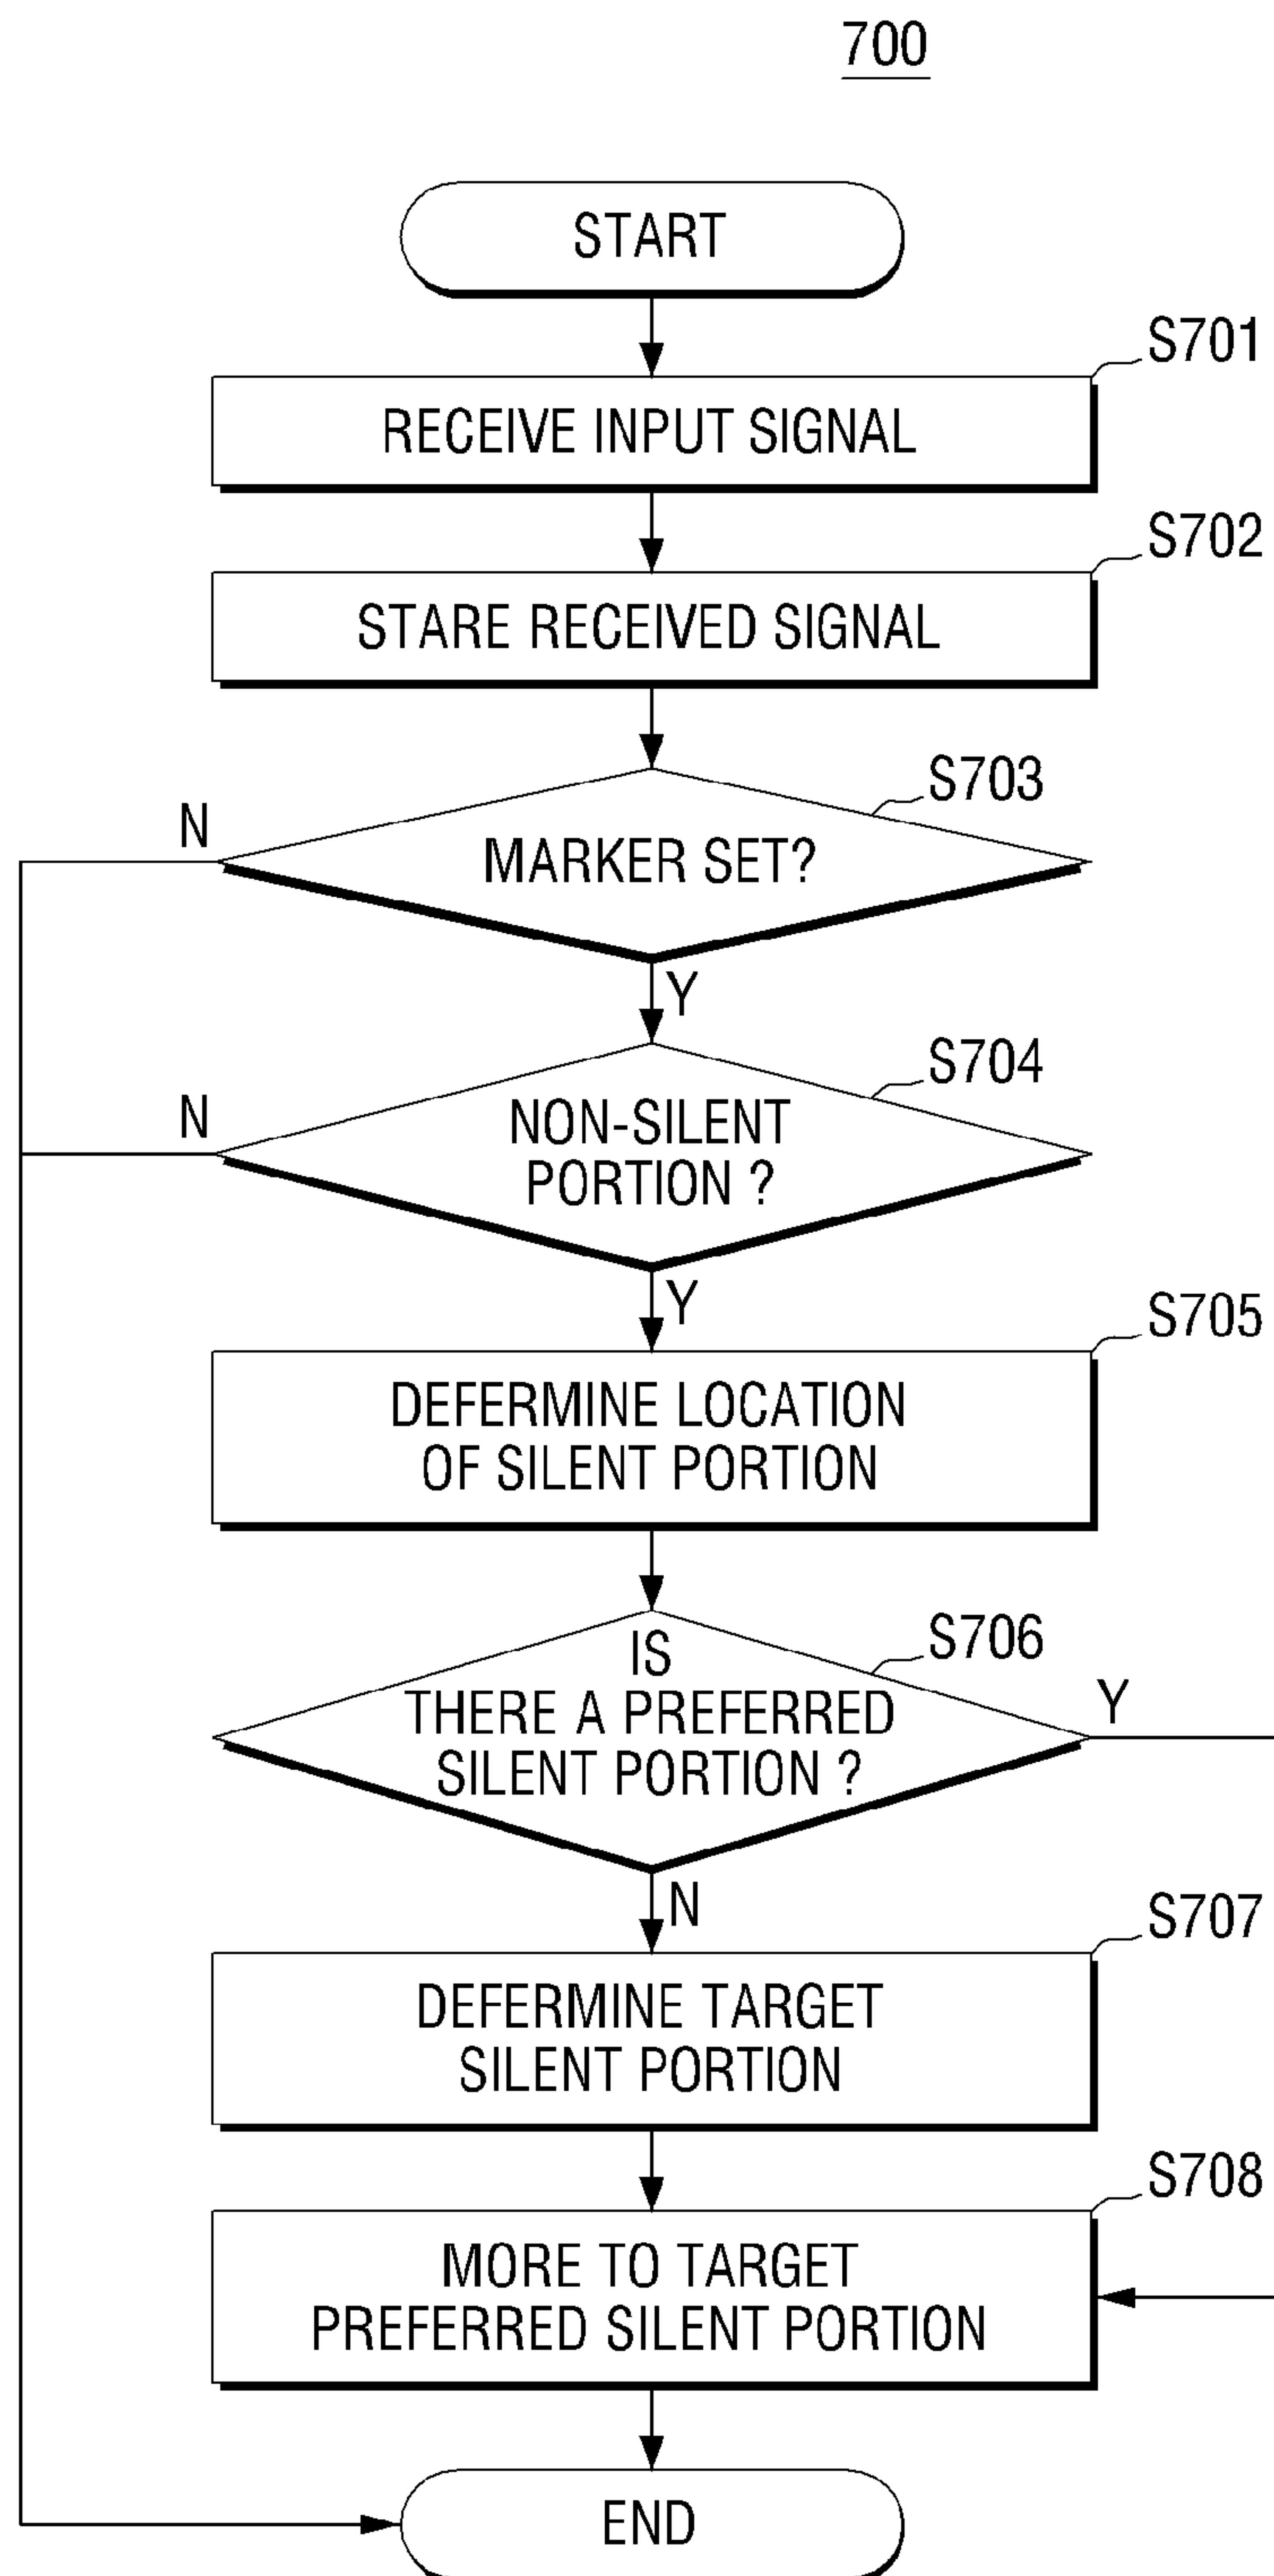 700
START
S701
RECEIVE INPUT SIGNAL
S702
STARE RECEIVED SIGNAL
S703
N
MARKER SET?
Y
S704
N
NON-SILENT
PORTION ?
Y
S705
DEFERMINE LOCATION
OF SILENT PORTION
S706
IS
THERE A PREFERRED
SILENT PORTION ?
Y
N
S707
DEFERMINE TARGET
SILENT PORTION
S708
MORE TO TARGET
PREFERRED SILENT PORTION
END